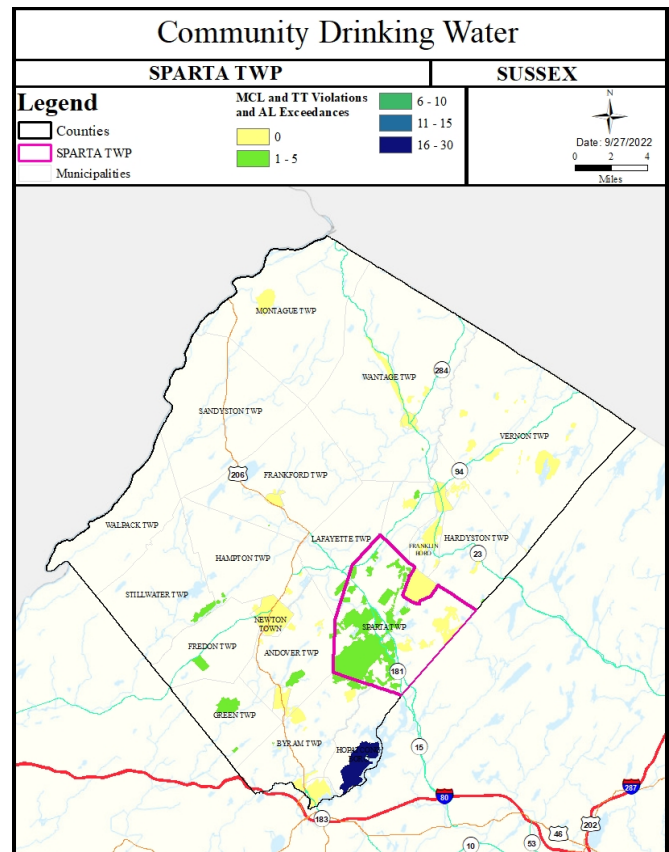 Community Drinking Water
SPARTA TWP
SUSSEX
Legend
Counties
SPARTA TWP
Municipalities
MCL and TT Violations
and AL Exceedances
0
1 - 5
6 - 10
11 - 15
16 - 30
N
Date: 9/27/2022
0 2 4
Miles
MONTAGUE TWP
WANTAGE TWP
284
SANDYSTON TWP
VERNON TWP
94
206
FRANKFORD TWP
WALPACK TWP
LAFAYETTE TWP
FRANKLIN
BORO
HARDYSTON TWP
23
HAMPTON TWP
STILLWATER TWP
NEWTON
TOWN
SPARTA TWP
FREDON TWP
ANDOVER TWP
181
GREEN TWP
BYRAM TWP
15
80
287
183
202
46
10
53